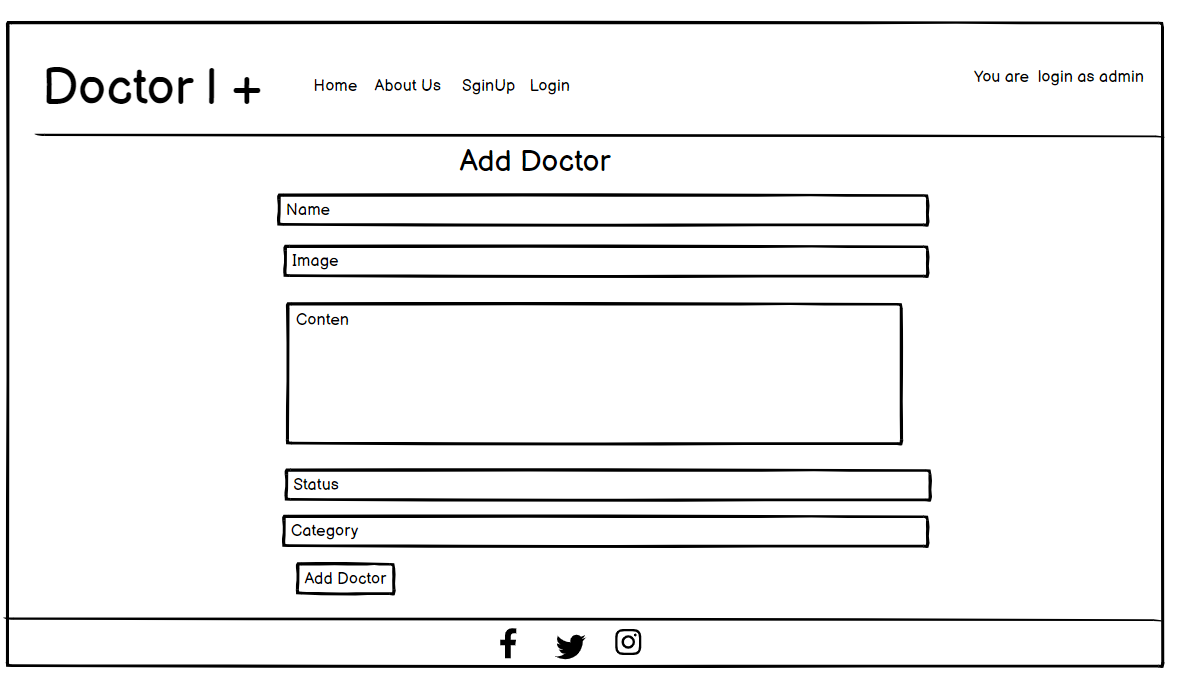 Doctor | +
Home About Us SginUp Login
You are login as admin
Add Doctor
Name
Image
Conten
Status
Category
Add Doctor